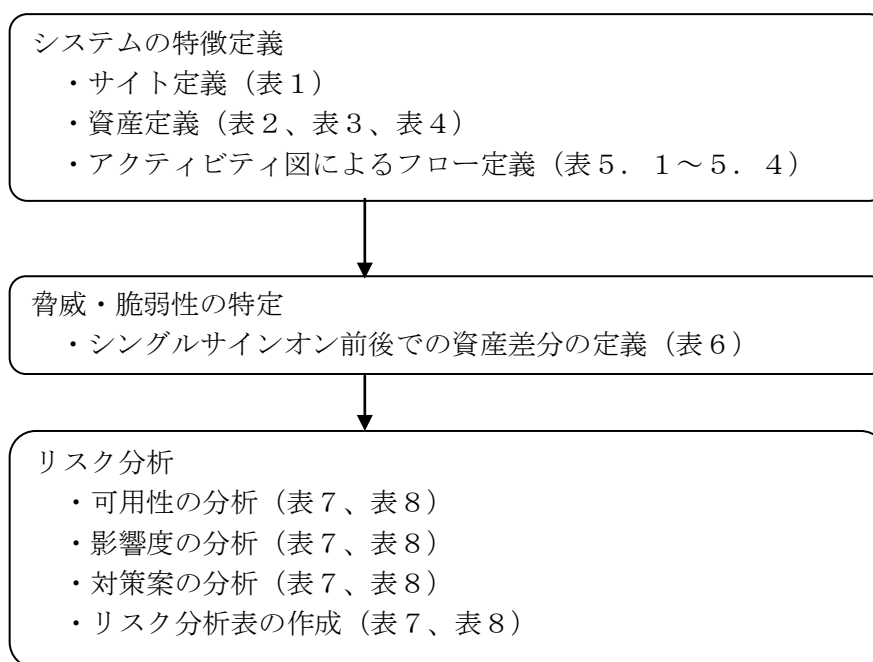 システムの特徴定義
・サイト定義（表１）
・資産定義（表２、表３、表４）
・アクティビティ図によるフロー定義（表５．１～５．４）
脅威・脆弱性の特定
・シングルサインオン前後での資産差分の定義（表６）
リスク分析
・可用性の分析（表７、表８）
・影響度の分析（表７、表８）
・対策案の分析（表７、表８）
・リスク分析表の作成（表７、表８）